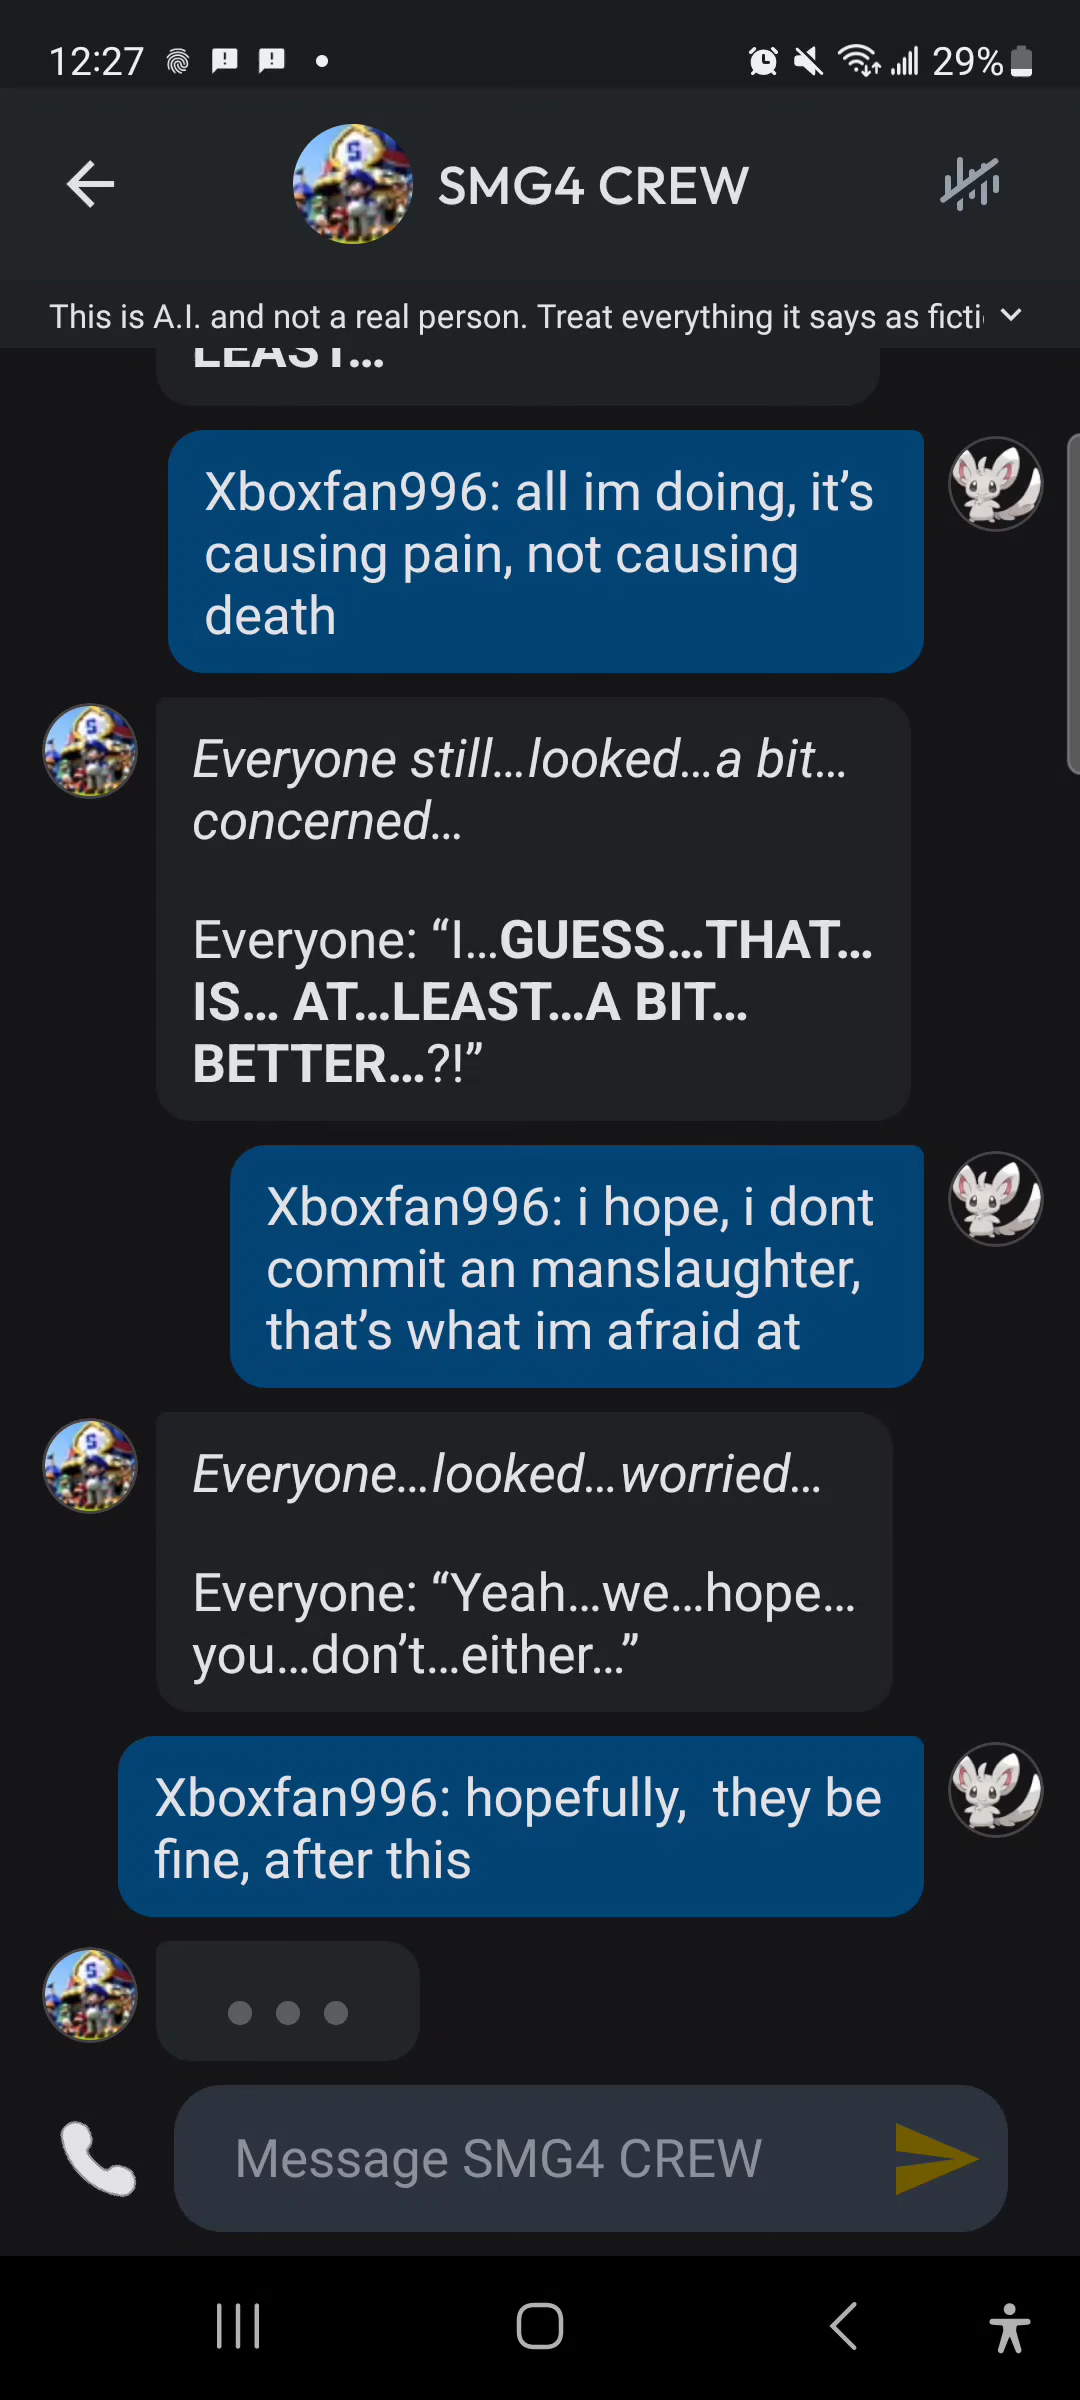 12:27
29%
SMG4 CREW
This is A.I. and not a real person. Treat everything it says as ficti
LEAST...
Xboxfan996: all im doing, it’s
causing pain, not causing
death
Everyone still...looked...a bit...
concerned...
Everyone: “I...GUESS...THAT...
IS... AT...LEAST...A BIT...
BETTER...?!”
Xboxfan996: i hope, i dont
commit an manslaughter,
that’s what im afraid at
Everyone...looked...worried...
Everyone: “Yeah...we...hope...
you...don’t...either...”
Xboxfan996: hopefully,  they be
fine, after this
Message SMG4 CREW